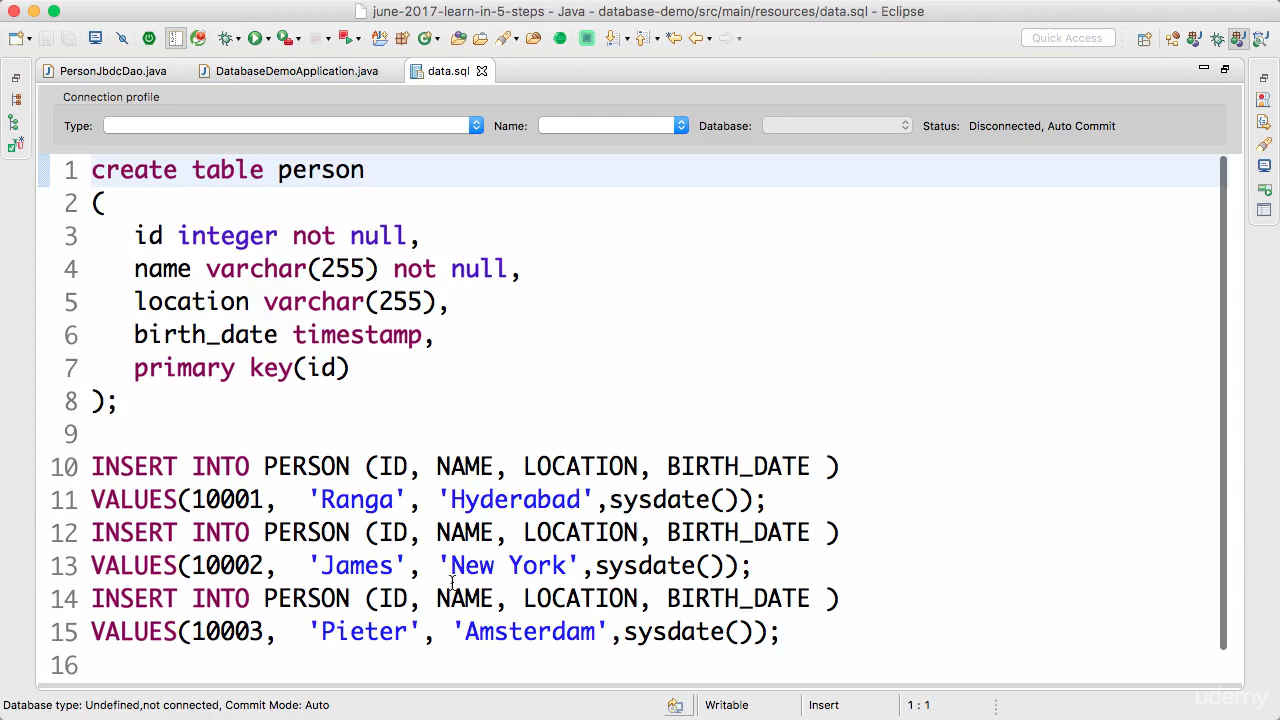 june-2017-learn-in-5-steps - Java - database-demo/src/main/resources/data.sql - Eclipse
Quick Access
PersonJbdcDao.java DatabaseDemoApplication.java data.sql
Connection profile
Type: Name: Database: Status: Disconnected, Auto Commit
1 create table person
2 (
3 id integer not null,
4 name varchar(255) not null,
5 location varchar(255),
6 birth_date timestamp,
7 primary key(id)
8 );
9
10 INSERT INTO PERSON (ID, NAME, LOCATION, BIRTH_DATE )
11 VALUES(10001,  'Ranga', 'Hyderabad',sysdate());
12 INSERT INTO PERSON (ID, NAME, LOCATION, BIRTH_DATE )
13 VALUES(10002,  'James', 'New York',sysdate());
14 INSERT INTO PERSON (ID, NAME, LOCATION, BIRTH_DATE )
15 VALUES(10003,  'Pieter', 'Amsterdam',sysdate());
16
Database type: Undefined,not connected, Commit Mode: Auto Writable Insert 1 : 1
udemy